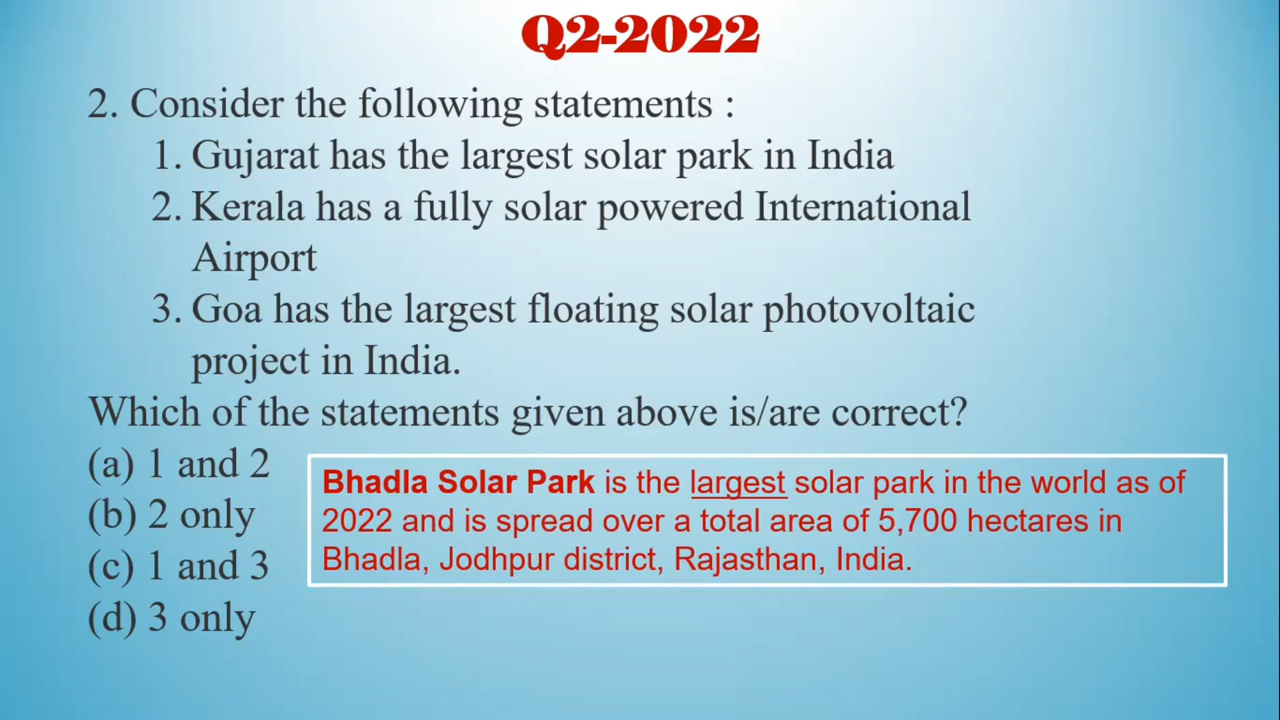 Q2-2022
2. Consider the following statements :
1. Gujarat has the largest solar park in India
2. Kerala has a fully solar powered International
Airport
3. Goa has the largest floating solar photovoltaic
project in India.
Which of the statements given above is/are correct?
(a) 1 and 2
(b) 2 only
(c) 1 and 3
(d) 3 only
Bhadla Solar Park is the largest solar park in the world as of
2022 and is spread over a total area of 5,700 hectares in
Bhadla, Jodhpur district, Rajasthan, India.